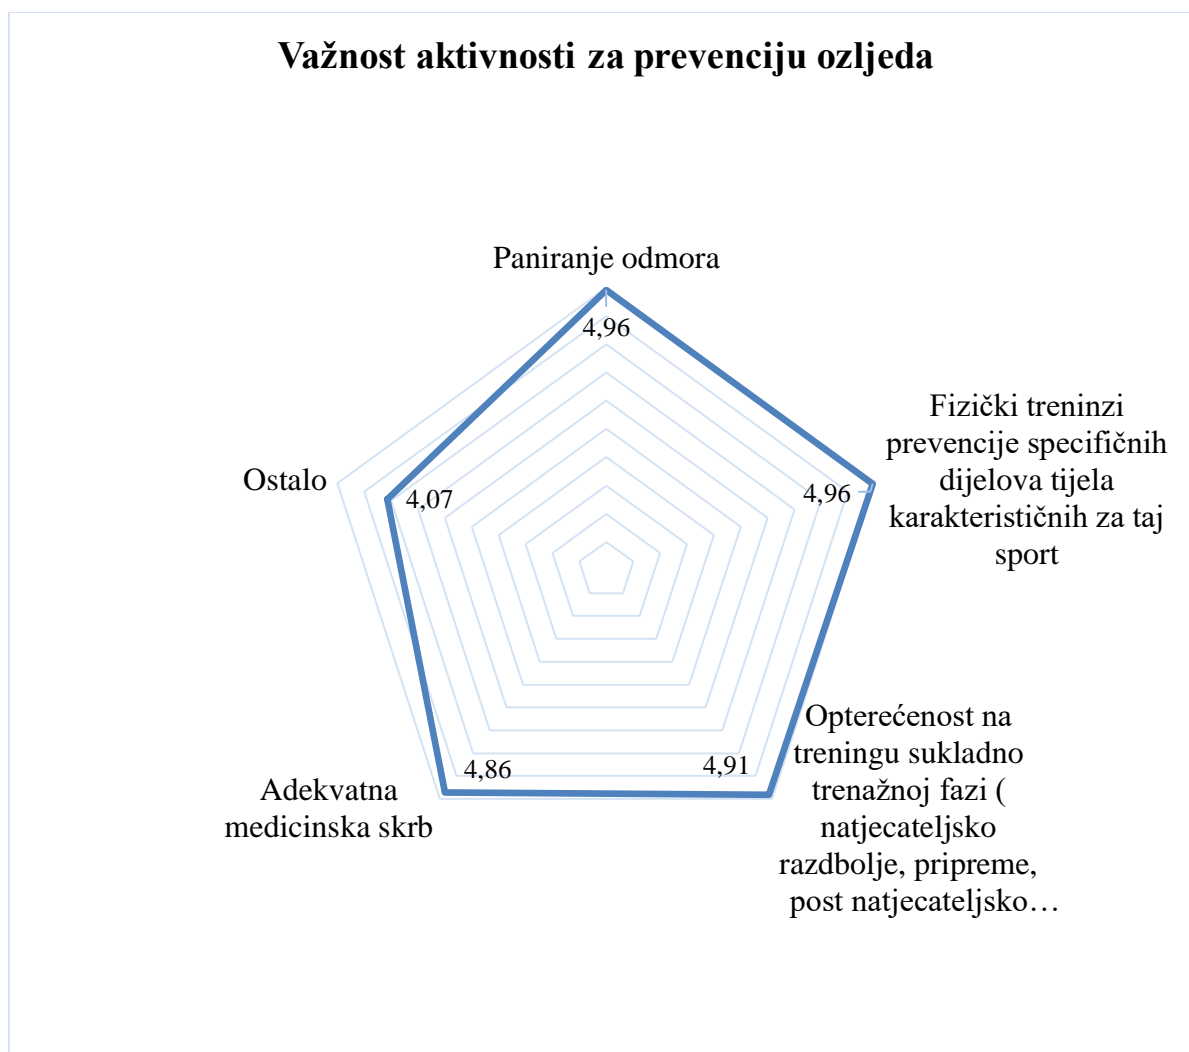 Važnost aktivnosti za prevenciju ozljeda
Paniranje odmora
4,96
Fizički treninzi
prevencije specifičnih
dijelova tijela
karakterističnih za taj
sport
4,96
Ostalo
4,07
Opterećenost na
treningu sukladno
trenažnoj fazi (
natjecateljsko
razdbolje, pripreme,
post natjecateljsko…
4,91
4,86
Adekvatna
medicinska skrb